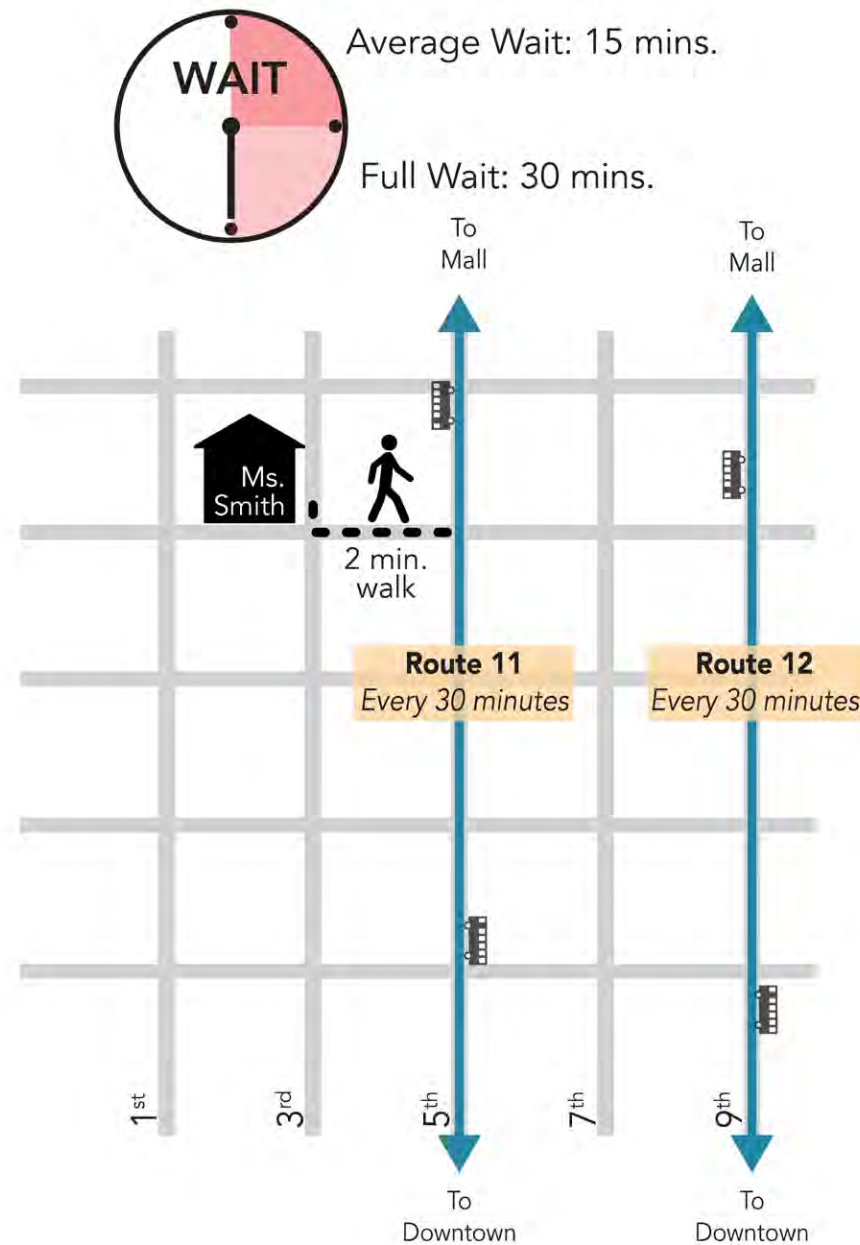 WAIT
Average Wait: 15 mins.
Full Wait: 30 mins.
To
Mall
To
Mall
Ms.
Smith
2 min.
walk
Route 11
Every 30 minutes
Route 12
Every 30 minutes
1st
3rd
5th
7th
9th
To
Downtown
To
Downtown